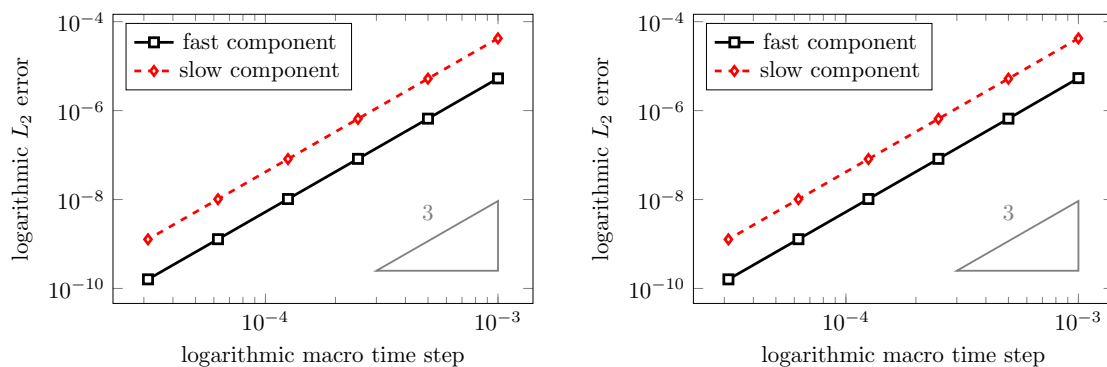 logarithmic $L_2$ error
10⁻⁴
10⁻⁶
10⁻⁸
10⁻¹⁰
fast component
slow component
3
10⁻⁴
10⁻³
logarithmic macro time step
logarithmic $L_2$ error
10⁻⁴
10⁻⁶
10⁻⁸
10⁻¹⁰
fast component
slow component
3
10⁻⁴
10⁻³
logarithmic macro time step